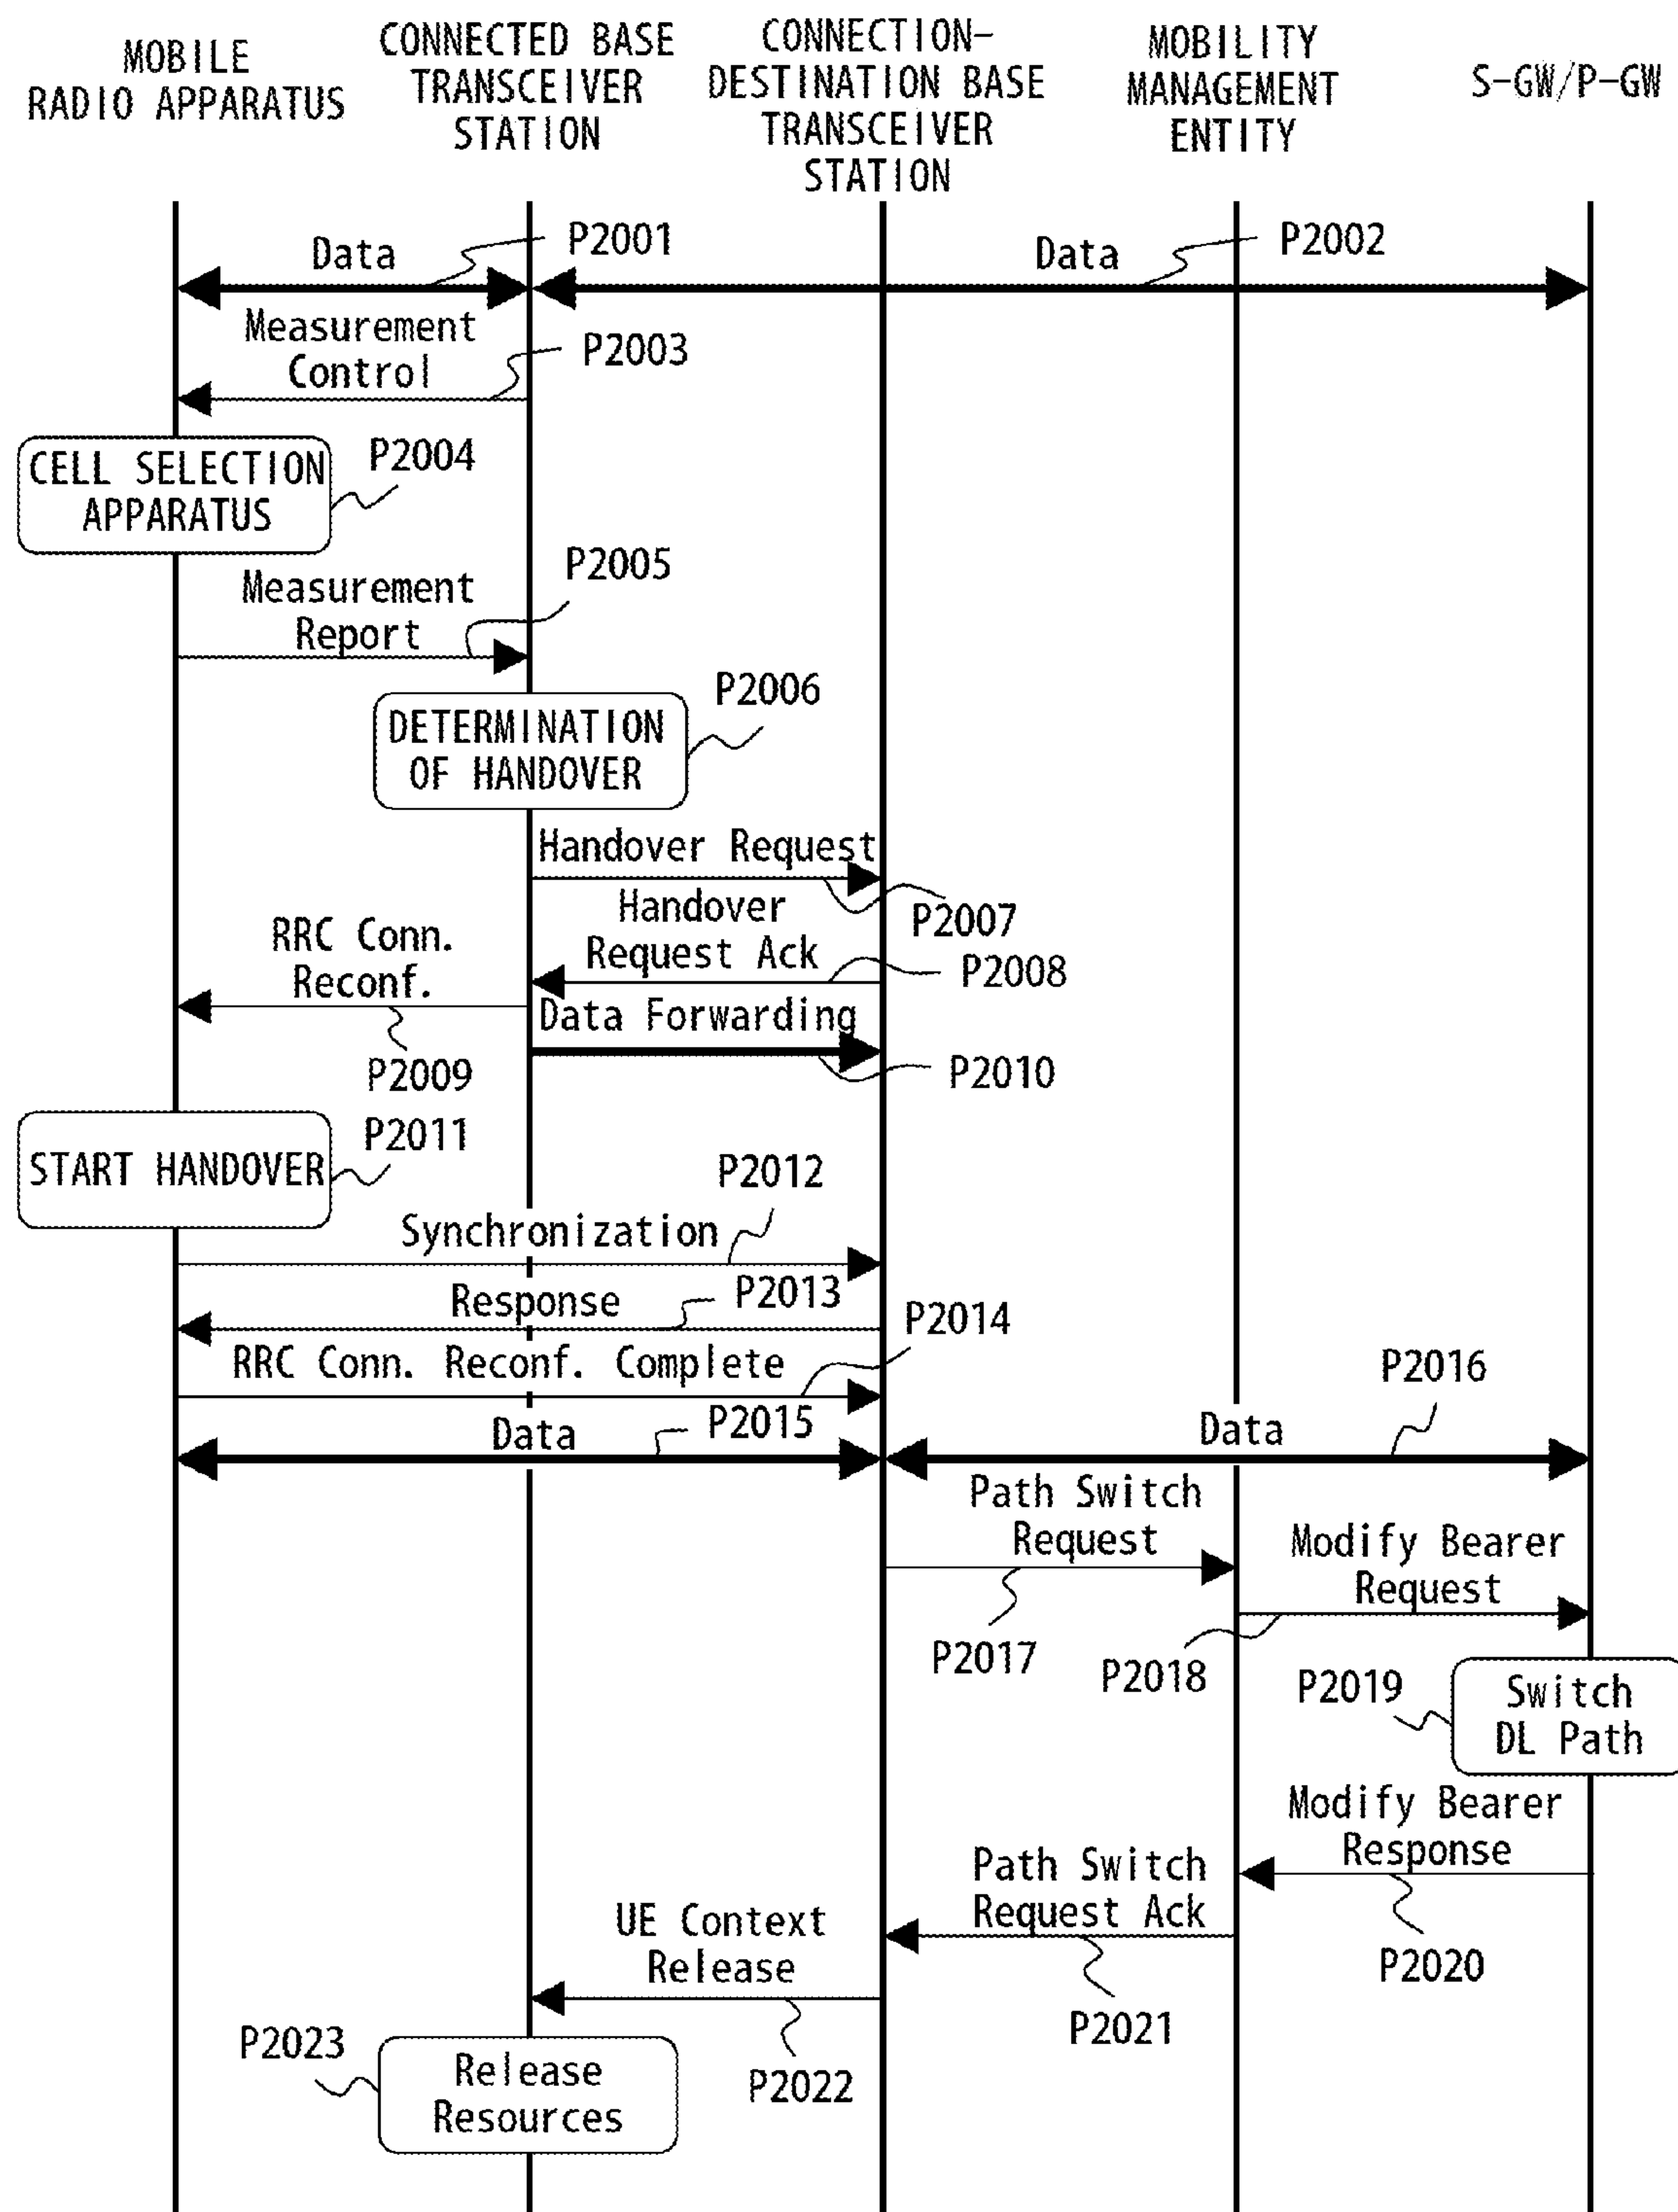 MOBILE
RADIO APPARATUS
CONNECTED BASE
TRANSCEIVER
STATION
CONNECTION-
DESTINATION BASE
TRANSCEIVER
STATION
MOBILITY
MANAGEMENT
ENTITY
S-GW/P-GW
Data
P2001
Data
P2002
Measurement
Control
P2003
CELL SELECTION
APPARATUS
P2004
Measurement
Report
P2005
DETERMINATION
OF HANDOVER
P2006
Handover Request
P2007
Handover
Request Ack
P2008
RRC Conn.
Reconf.
P2009
Data Forwarding
P2010
START HANDOVER
P2011
Synchronization
P2012
Response
P2013
RRC Conn. Reconf. Complete
P2014
Data
P2015
Data
P2016
Path Switch
Request
P2017
Modify Bearer
Request
P2018
Switch
DL Path
P2019
Modify Bearer
Response
P2020
Path Switch
Request Ack
P2021
UE Context
Release
P2022
Release
Resources
P2023